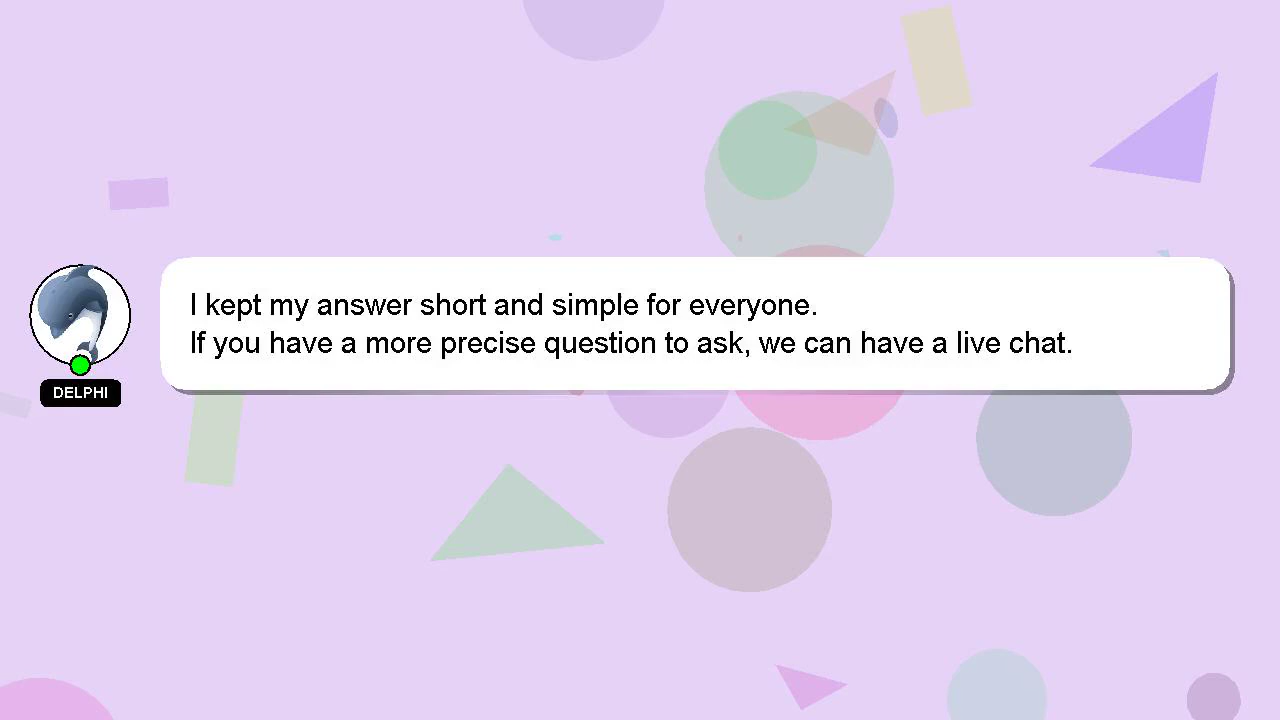 I kept my answer short and simple for everyone.
If you have a more precise question to ask, we can have a live chat.
DELPHI